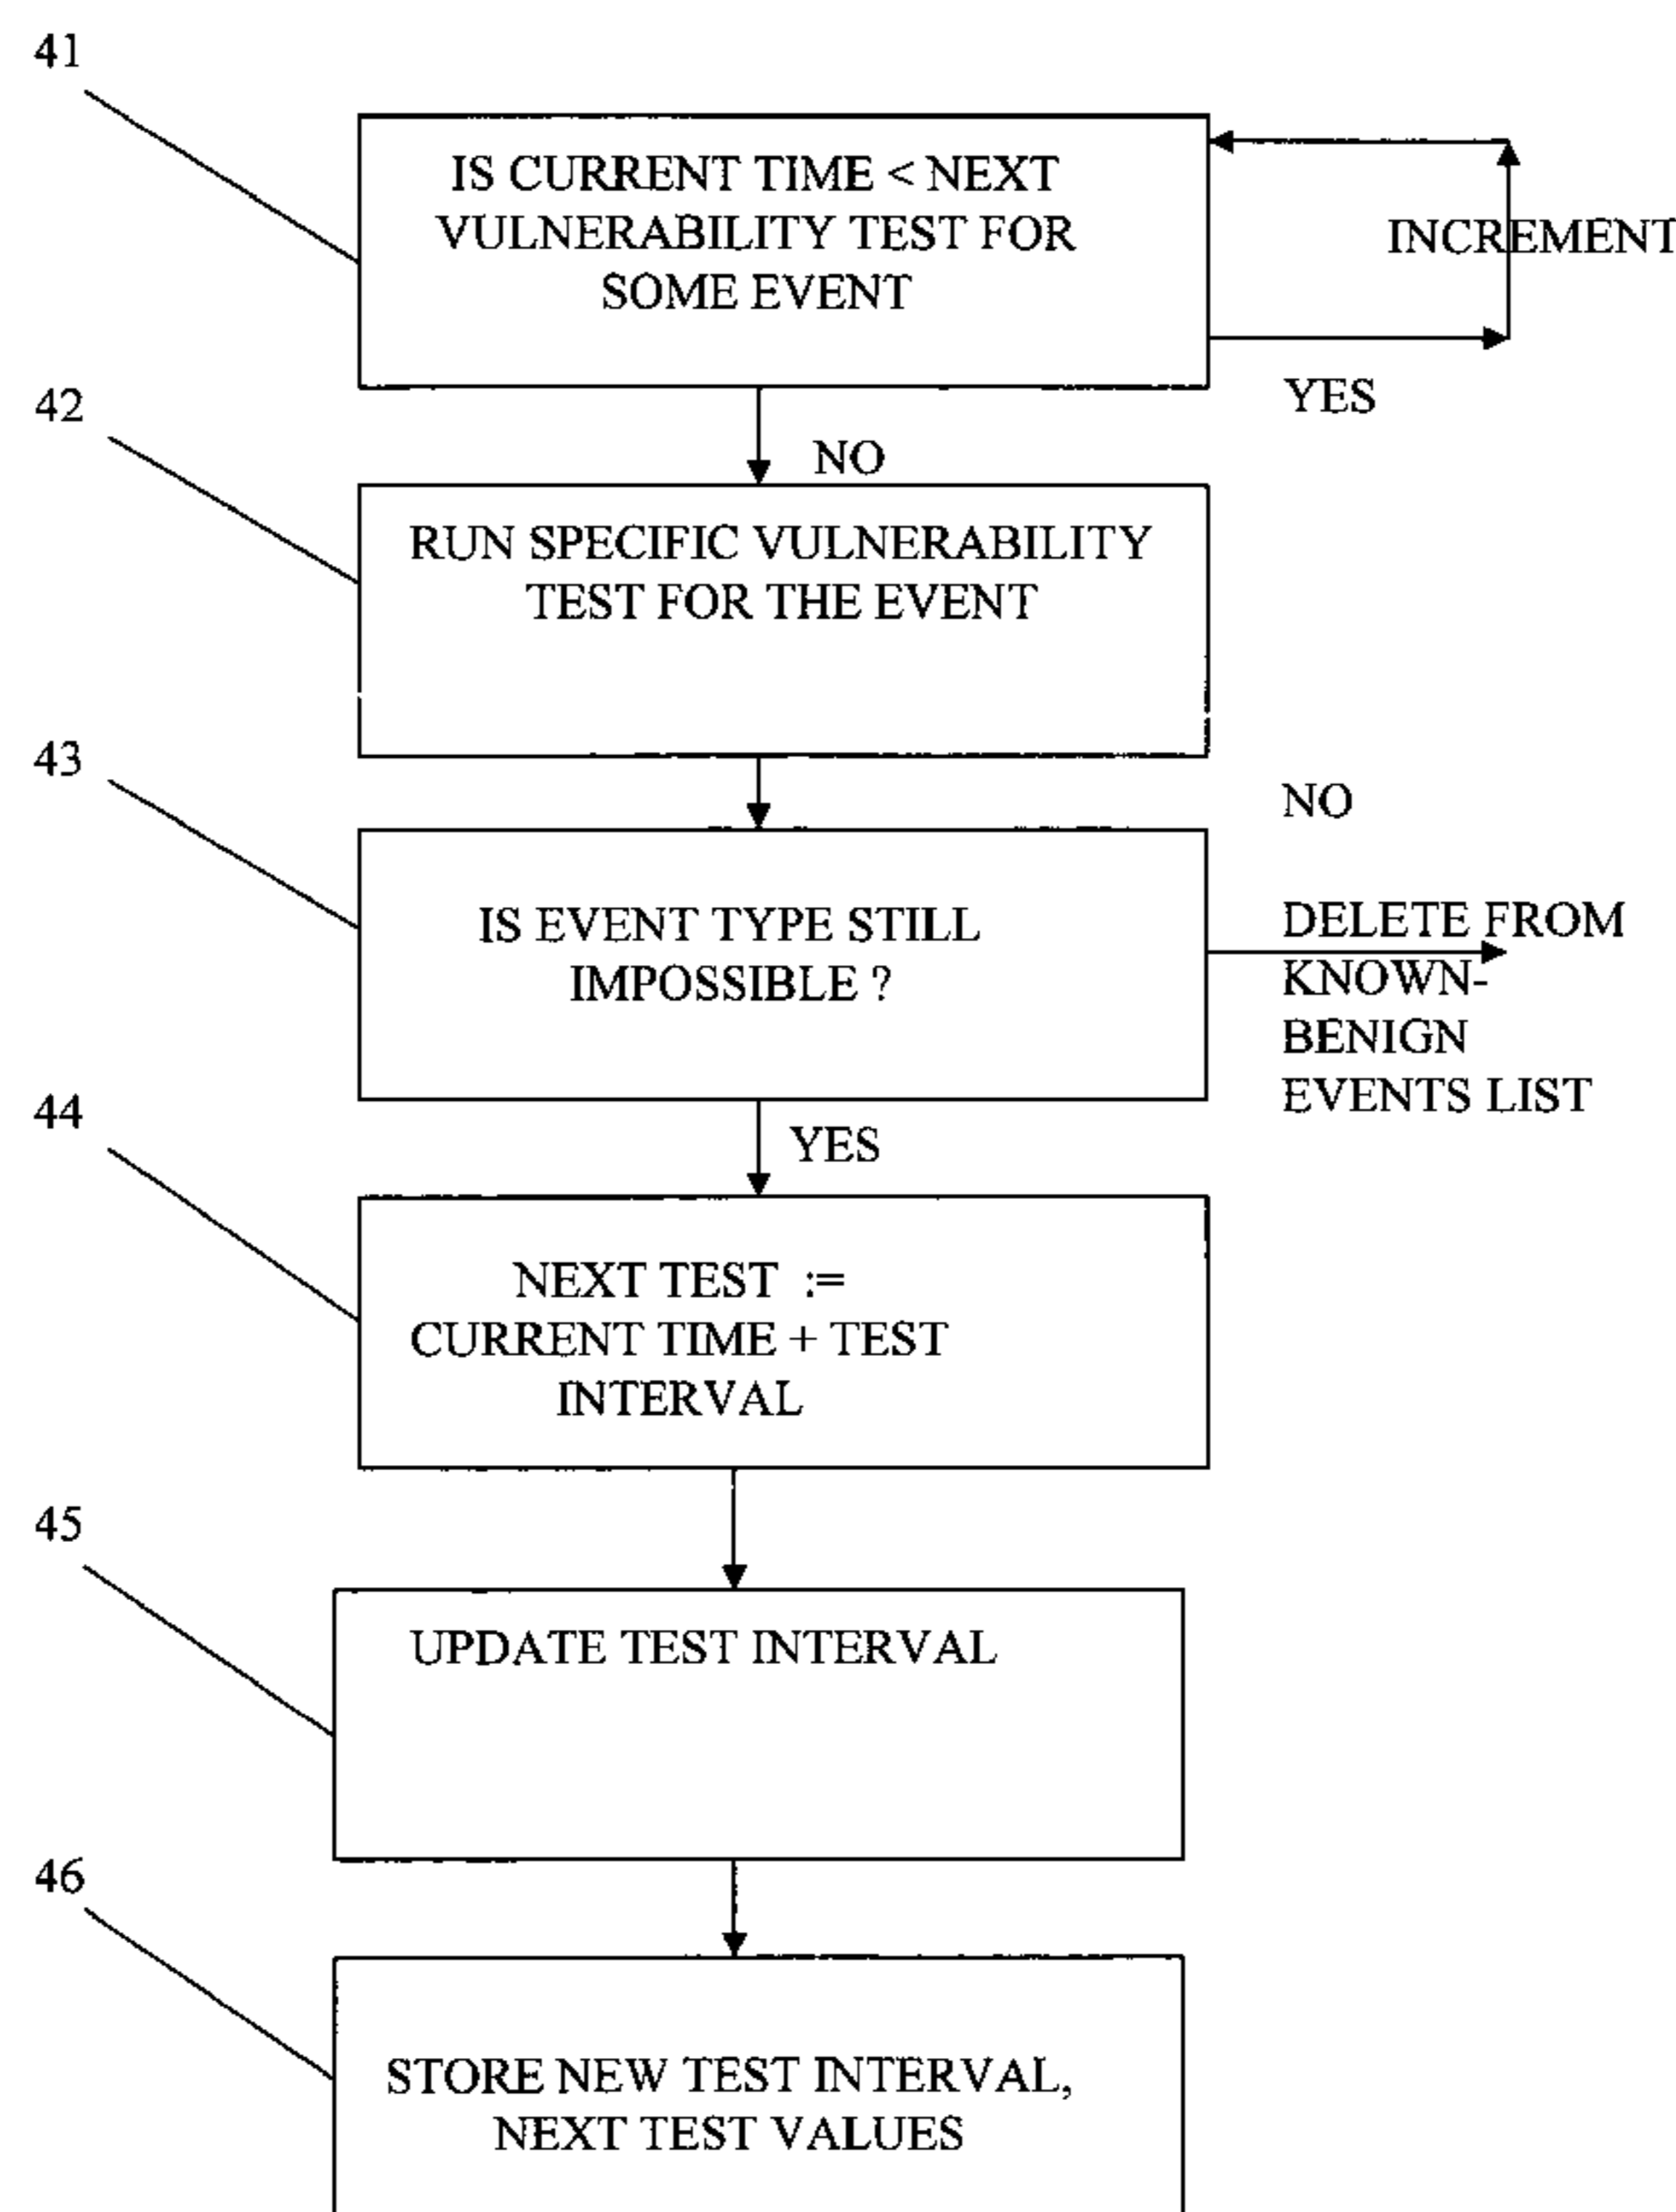 41
IS CURRENT TIME < NEXT
VULNERABILITY TEST FOR
SOME EVENT
INCREMENT
YES
42
NO
RUN SPECIFIC VULNERABILITY
TEST FOR THE EVENT
43
NO
IS EVENT TYPE STILL
IMPOSSIBLE ?
DELETE FROM
KNOWN-
BENIGN
EVENTS LIST
44
YES
NEXT TEST :=
CURRENT TIME + TEST
INTERVAL
45
UPDATE TEST INTERVAL
46
STORE NEW TEST INTERVAL,
NEXT TEST VALUES